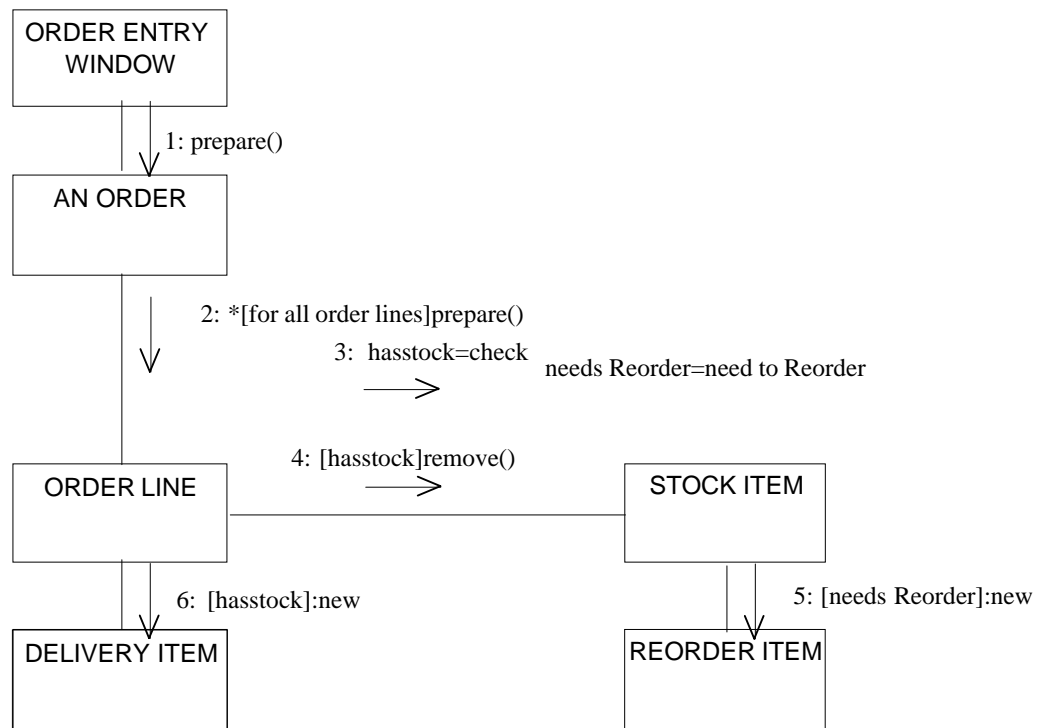 ORDER ENTRY
WINDOW
1: prepare()
AN ORDER
2: *[for all order lines]prepare()
3: hasstock=check
needs Reorder=need to Reorder
4: [hasstock]remove()
ORDER LINE
STOCK ITEM
6: [hasstock]:new
5: [needs Reorder]:new
DELIVERY ITEM
REORDER ITEM